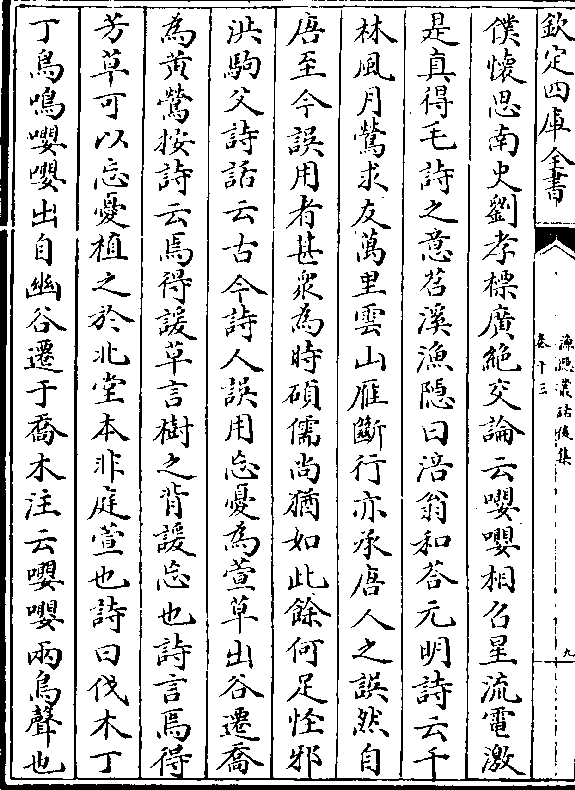 欽定四庫全書
漁隱叢話後集
卷十三
九
僕懷思南史劉孝標廣絶交論云嚶嚶相召星流電激
是真得毛詩之意苕溪漁隐曰涪翁和荅元明詩云千
林風月鶯求友萬里雲山雁斷行亦承唐人之誤然自
唐至今誤用者甚衆為時碩儒尚猶如此餘何足怪邪
洪駒父詩話云古今詩人誤用忘憂為萱草出谷遷喬
為黄鶯按詩云焉得諼草言樹之背諼忘也詩言焉得
芳草可以忘憂植之於北堂本非庭萱也詩曰伐木丁
丁鳥鳴嚶嚶出自幽谷遷于喬木注云嚶嚶兩鳥聲也